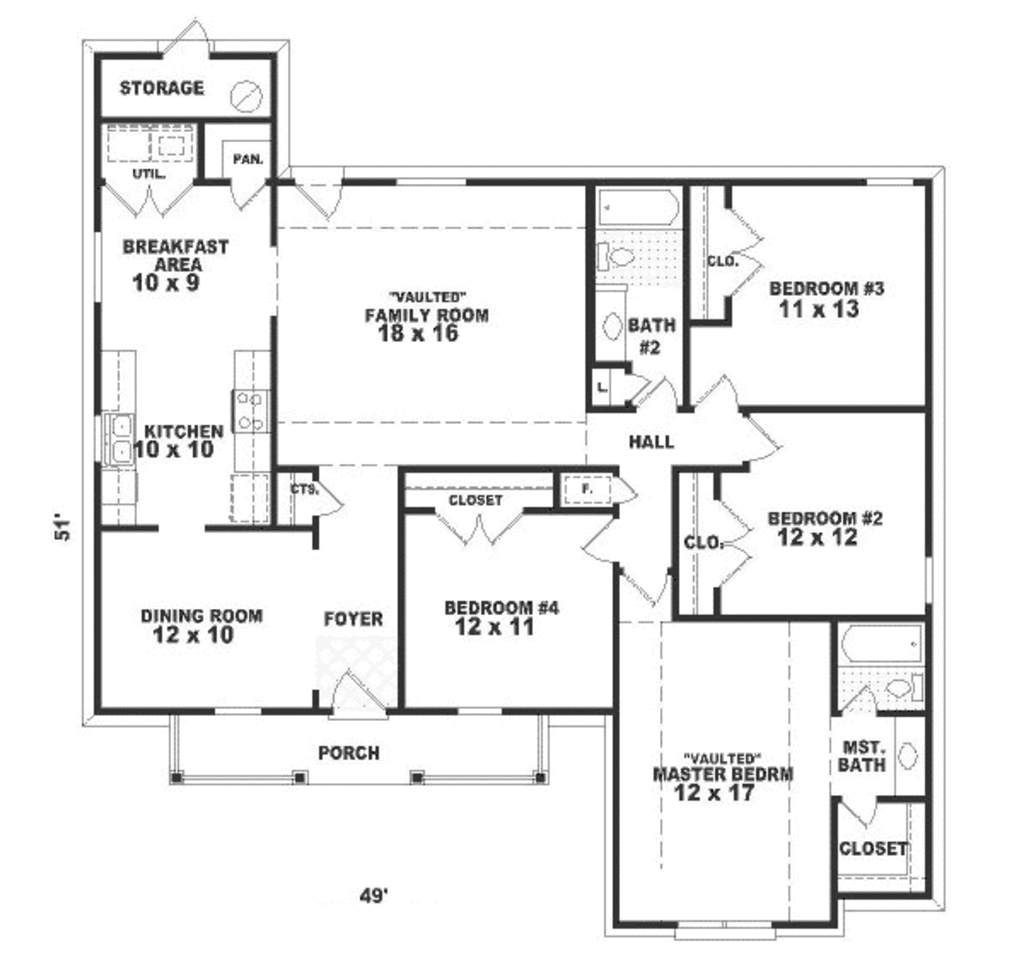 STORAGE
UTIL.
PAN.
BREAKFAST
AREA
10 x 9
"VAULTED"
FAMILY ROOM
18 x 16
BATH
#2
L.
CLO.
BEDROOM #3
11 x 13
KITCHEN
10 x 10
HALL
CTS.
CLOSET
F.
CLO.
BEDROOM #2
12 x 12
51'
DINING ROOM
12 x 10
FOYER
BEDROOM #4
12 x 11
PORCH
"VAULTED"
MASTER BEDRM
12 x 17
MST.
BATH
CLOSET
49'